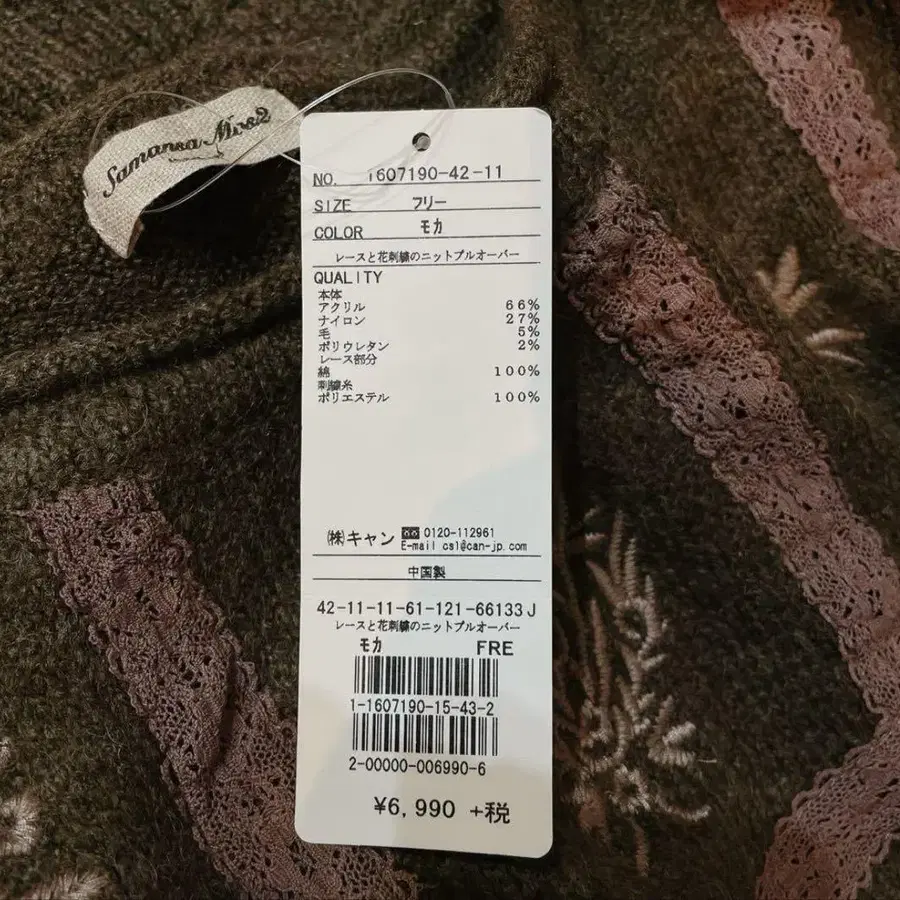 Samansa Mos2
NO. 1607190-42-11
SIZE フリー
COLOR モカ
レースと花刺繍のニットプルオーバー
QUALITY
本体
アクリル 66%
ナイロン 27%
毛 5%
ポリウレタン 2%
レース部分
綿 100%
刺繍糸
ポリエステル 100%
㈱キャン 0120-112961
E-mail cs1@can-jp.com
中国製
42-11-11-61-121-66133J
レースと花刺繍のニットプルオーバー
モカ FRE
1-1607190-15-43-2
2-00000-006990-6
¥6,990 +税